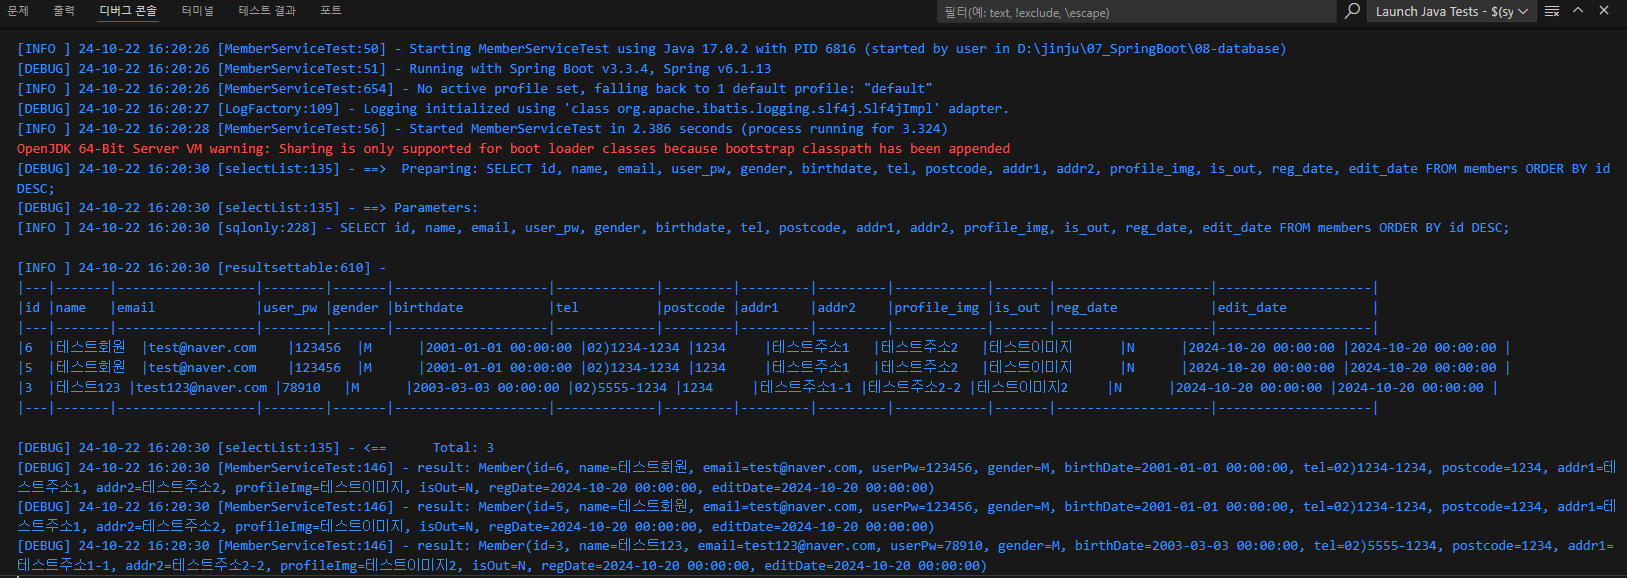 문제 출력 디버그 콘솔 터미널 테스트 결과 포트 필터(예: text, !exclude, \escape) Launch Java Tests - $(sy
[INFO ] 24-10-22 16:20:26 [MemberServiceTest:50] - Starting MemberServiceTest using Java 17.0.2 with PID 6816 (started by user in D:\jinju\07_SpringBoot\08-database)
[DEBUG] 24-10-22 16:20:26 [MemberServiceTest:51] - Running with Spring Boot v3.3.4, Spring v6.1.13
[INFO ] 24-10-22 16:20:26 [MemberServiceTest:654] - No active profile set, falling back to 1 default profile: "default"
[DEBUG] 24-10-22 16:20:27 [LogFactory:109] - Logging initialized using 'class org.apache.ibatis.logging.slf4j.Slf4jImpl' adapter.
[INFO ] 24-10-22 16:20:28 [MemberServiceTest:56] - Started MemberServiceTest in 2.386 seconds (process running for 3.324)
OpenJDK 64-Bit Server VM warning: Sharing is only supported for boot loader classes because bootstrap classpath has been appended
[DEBUG] 24-10-22 16:20:30 [selectList:135] - ==>  Preparing: SELECT id, name, email, user_pw, gender, birthdate, tel, postcode, addr1, addr2, profile_img, is_out, reg_date, edit_date FROM members ORDER BY id
DESC;
[DEBUG] 24-10-22 16:20:30 [selectList:135] - ==> Parameters:
[INFO ] 24-10-22 16:20:30 [sqlonly:228] - SELECT id, name, email, user_pw, gender, birthdate, tel, postcode, addr1, addr2, profile_img, is_out, reg_date, edit_date FROM members ORDER BY id DESC;
[INFO ] 24-10-22 16:20:30 [resultsettable:610] -
|---|-------|------------------|--------|-------|--------------------|-------------|---------|---------|---------|------------|-------|--------------------|--------------------|
|id |name   |email             |user_pw |gender |birthdate           |tel          |postcode |addr1    |addr2    |profile_img |is_out |reg_date            |edit_date           |
|---|-------|------------------|--------|-------|--------------------|-------------|---------|---------|---------|------------|-------|--------------------|--------------------|
|6  |테스트회원  |test@naver.com    |123456  |M      |2001-01-01 00:00:00 |02)1234-1234 |1234     |테스트주소1   |테스트주소2   |테스트이미지      |N      |2024-10-20 00:00:00 |2024-10-20 00:00:00 |
|5  |테스트회원  |test@naver.com    |123456  |M      |2001-01-01 00:00:00 |02)1234-1234 |1234     |테스트주소1   |테스트주소2   |테스트이미지      |N      |2024-10-20 00:00:00 |2024-10-20 00:00:00 |
|3  |테스트123 |test123@naver.com |78910   |M      |2003-03-03 00:00:00 |02)5555-1234 |1234     |테스트주소1-1 |테스트주소2-2 |테스트이미지2     |N      |2024-10-20 00:00:00 |2024-10-20 00:00:00 |
|---|-------|------------------|--------|-------|--------------------|-------------|---------|---------|---------|------------|-------|--------------------|--------------------|
[DEBUG] 24-10-22 16:20:30 [selectList:135] - <==      Total: 3
[DEBUG] 24-10-22 16:20:30 [MemberServiceTest:146] - result: Member(id=6, name=테스트회원, email=test@naver.com, userPw=123456, gender=M, birthDate=2001-01-01 00:00:00, tel=02)1234-1234, postcode=1234, addr1=테
스트주소1, addr2=테스트주소2, profileImg=테스트이미지, isOut=N, regDate=2024-10-20 00:00:00, editDate=2024-10-20 00:00:00)
[DEBUG] 24-10-22 16:20:30 [MemberServiceTest:146] - result: Member(id=5, name=테스트회원, email=test@naver.com, userPw=123456, gender=M, birthDate=2001-01-01 00:00:00, tel=02)1234-1234, postcode=1234, addr1=테
스트주소1, addr2=테스트주소2, profileImg=테스트이미지, isOut=N, regDate=2024-10-20 00:00:00, editDate=2024-10-20 00:00:00)
[DEBUG] 24-10-22 16:20:30 [MemberServiceTest:146] - result: Member(id=3, name=테스트123, email=test123@naver.com, userPw=78910, gender=M, birthDate=2003-03-03 00:00:00, tel=02)5555-1234, postcode=1234, addr1=
테스트주소1-1, addr2=테스트주소2-2, profileImg=테스트이미지2, isOut=N, regDate=2024-10-20 00:00:00, editDate=2024-10-20 00:00:00)